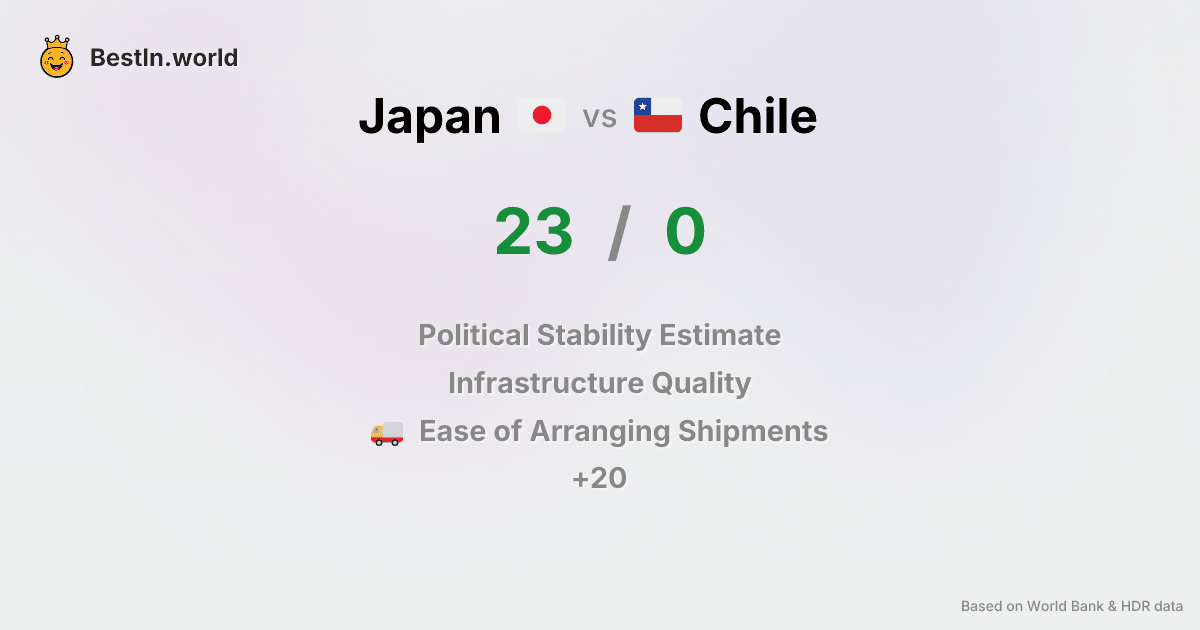 BestIn.world
Japan vs Chile
23 / 0
Political Stability Estimate
Infrastructure Quality
Ease of Arranging Shipments
+20
Based on World Bank & HDR data